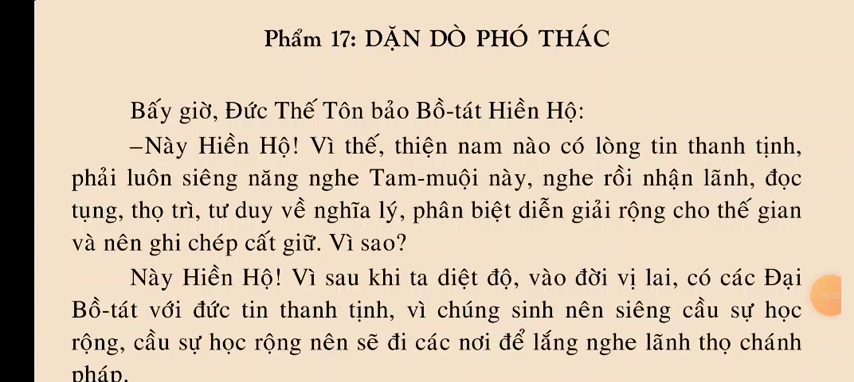 Phẩm 17: DẶN DÒ PHÓ THÁC
Bấy giờ, Đức Thế Tôn bảo Bồ-tát Hiền Hộ:
–Này Hiền Hộ! Vì thế, thiện nam nào có lòng tin thanh tịnh,
phải luôn siêng năng nghe Tam-muội này, nghe rồi nhận lãnh, đọc
tụng, thọ trì, tư duy về nghĩa lý, phân biệt diễn giải rộng cho thế gian
và nên ghi chép cất giữ. Vì sao?
Này Hiền Hộ! Vì sau khi ta diệt độ, vào đời vị lai, có các Đại
Bồ-tát với đức tin thanh tịnh, vì chúng sinh nên siêng cầu sự học
rộng, cầu sự học rộng nên sẽ đi các nơi để lắng nghe lãnh thọ chánh
pháp.